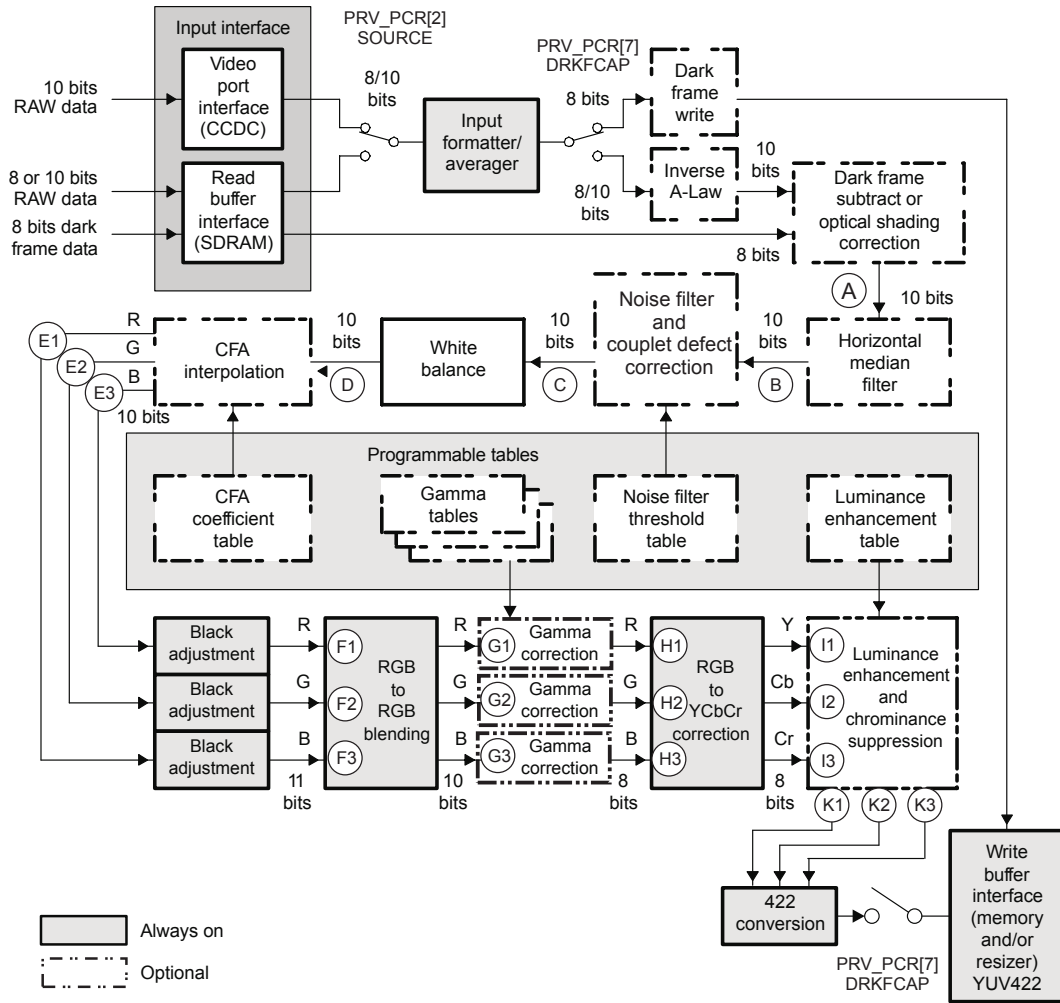 Input interface
PRV_PCR[2]
SOURCE
PRV_PCR[7]
DRKFCAP
10 bits
RAW data
Video
port
interface
(CCDC)
8/10
bits
Input
formatter/
averager
8 bits
Dark
frame
write
8 or 10 bits
RAW data
8 bits dark
frame data
Read
buffer
interface
(SDRAM)
8/10
bits
Inverse
A-Law
10
bits
8 bits
Dark frame
subtract or
optical shading
correction
A
10 bits
E1
E2
E3
R
G
B
10 bits
CFA
interpolation
10
bits
D
White
balance
10
bits
C
Noise filter
and
couplet defect
correction
10
bits
B
Horizontal
median
filter
Programmable tables
CFA
coefficient
table
Gamma
tables
Noise filter
threshold
table
Luminance
enhancement
table
Black
adjustment
R
F1
Black
adjustment
G
F2
Black
adjustment
B
F3
11
bits
RGB
to
RGB
blending
R
G1
Gamma
correction
G
G2
Gamma
correction
B
G3
Gamma
correction
10
bits
R
H1
G
H2
B
H3
8
bits
RGB
to
YCbCr
correction
Y
I1
Cb
I2
Cr
I3
8
bits
Luminance
enhancement
and
chrominance
suppression
K1
K2
K3
422
conversion
PRV_PCR[7]
DRKFCAP
Write
buffer
interface
(memory
and/or
resizer)
YUV422
Always on
Optional